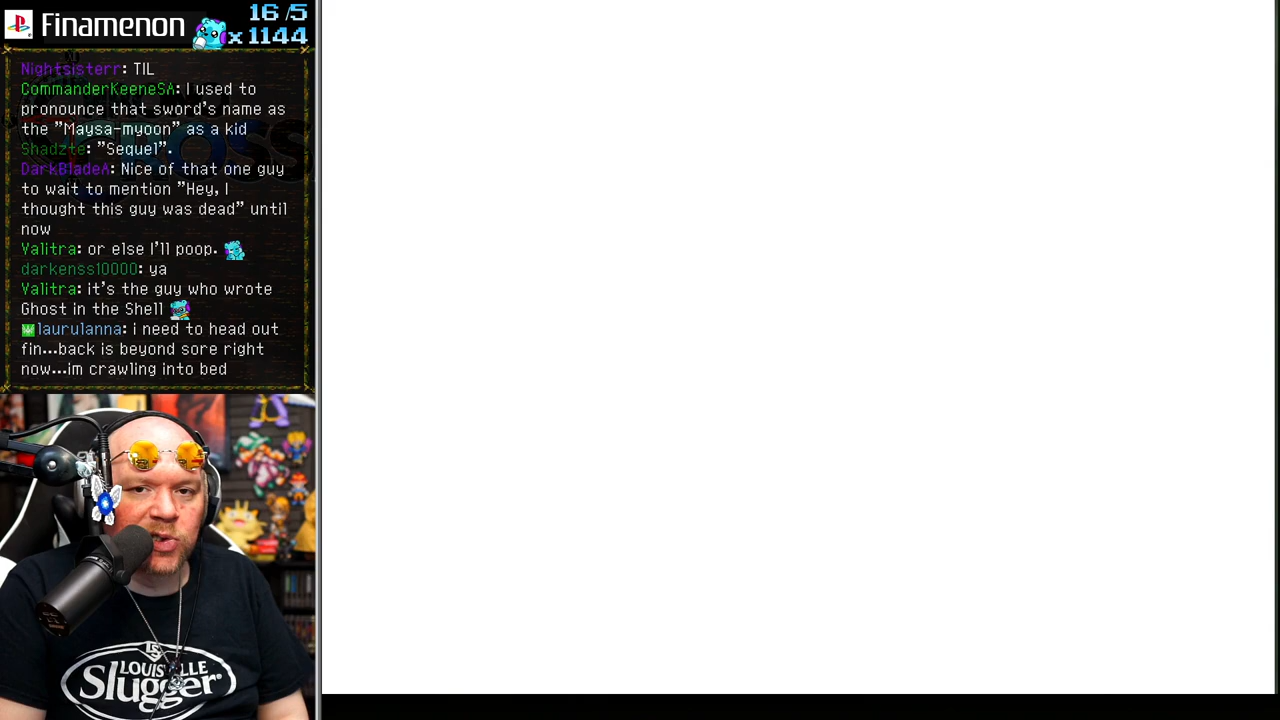 Finamenon
16/5
x1144
Nightsisterr: TIL
CommanderKeeneSA: I used to
pronounce that sword's name as
the "Maysa-myoon" as a kid
Shadzte: "Sequel".
DarkBladeA: Nice of that one guy
to wait to mention "Hey, I
thought this guy was dead" until
now
Valitra: or else I'll poop.
darkenss10000: ya
Valitra: it's the guy who wrote
Ghost in the Shell
laurulanna: i need to head out
fin...back is beyond sore right
now...im crawling into bed
LS
LOUISVILLE
Slugger